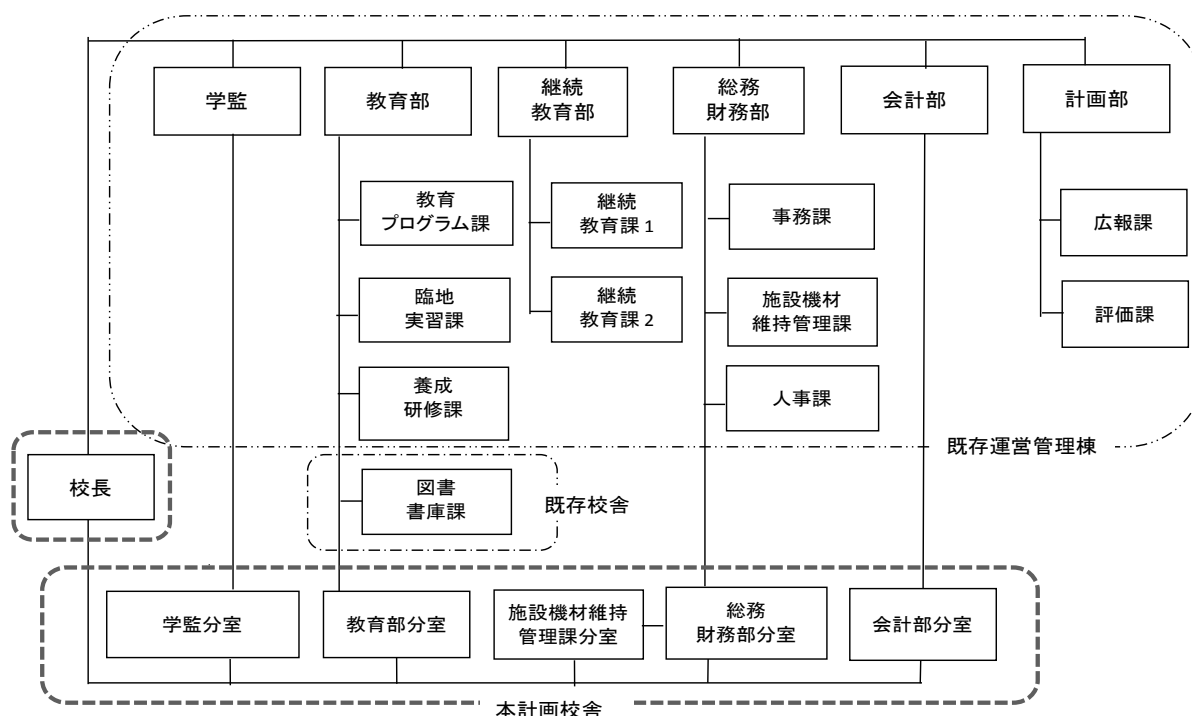 学監
教育部
継続
教育部
総務
財務部
会計部
計画部
教育
プログラム課
継続
教育課 1
事務課
広報課
臨地
実習課
継続
教育課 2
施設機材
維持管理課
評価課
養成
研修課
人事課
既存運営管理棟
校長
図書
書庫課
既存校舎
学監分室
教育部分室
施設機材維持
管理課分室
総務
財務部分室
会計部分室
本計画校舎